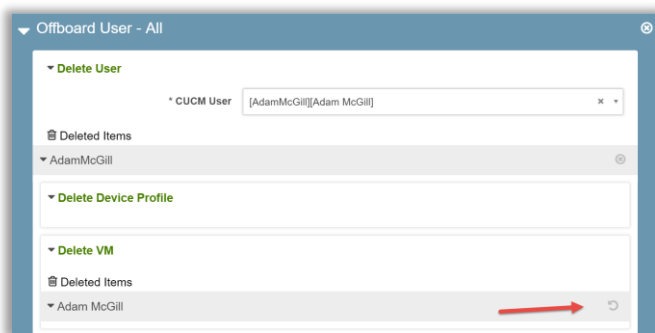 Offboard User - All
Delete User
* CUCM User [AdamMcGill][Adam McGill]
Deleted Items
AdamMcGill
Delete Device Profile
Delete VM
Deleted Items
Adam McGill